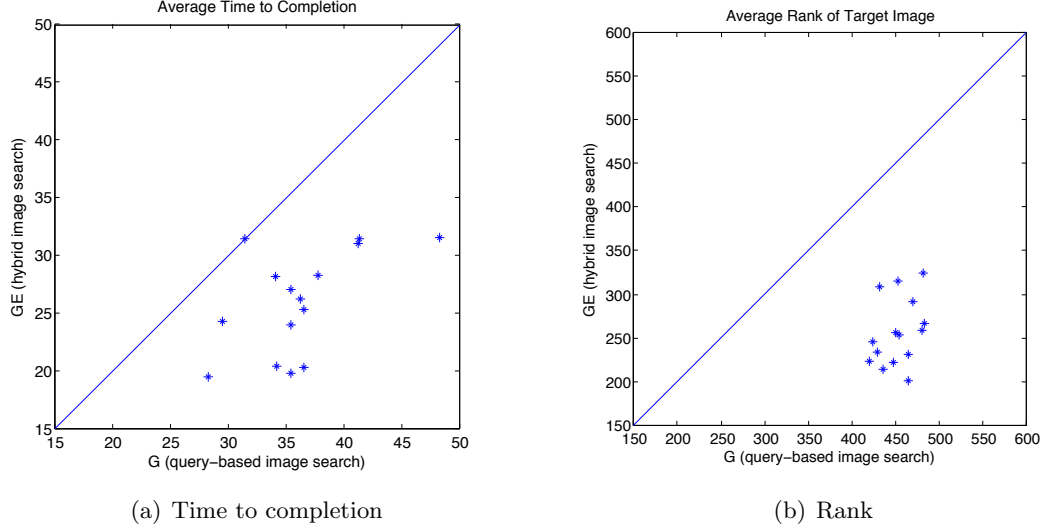 Average Time to Completion
50
45
40
35
30
25
20
15
15 20 25 30 35 40 45 50
GE (hybrid image search)
G (query−based image search)
(a) Time to completion
Average Rank of Target Image
600
550
500
450
400
350
300
250
200
150
150 200 250 300 350 400 450 500 550 600
GE (hybrid image search)
G (query−based image search)
(b) Rank